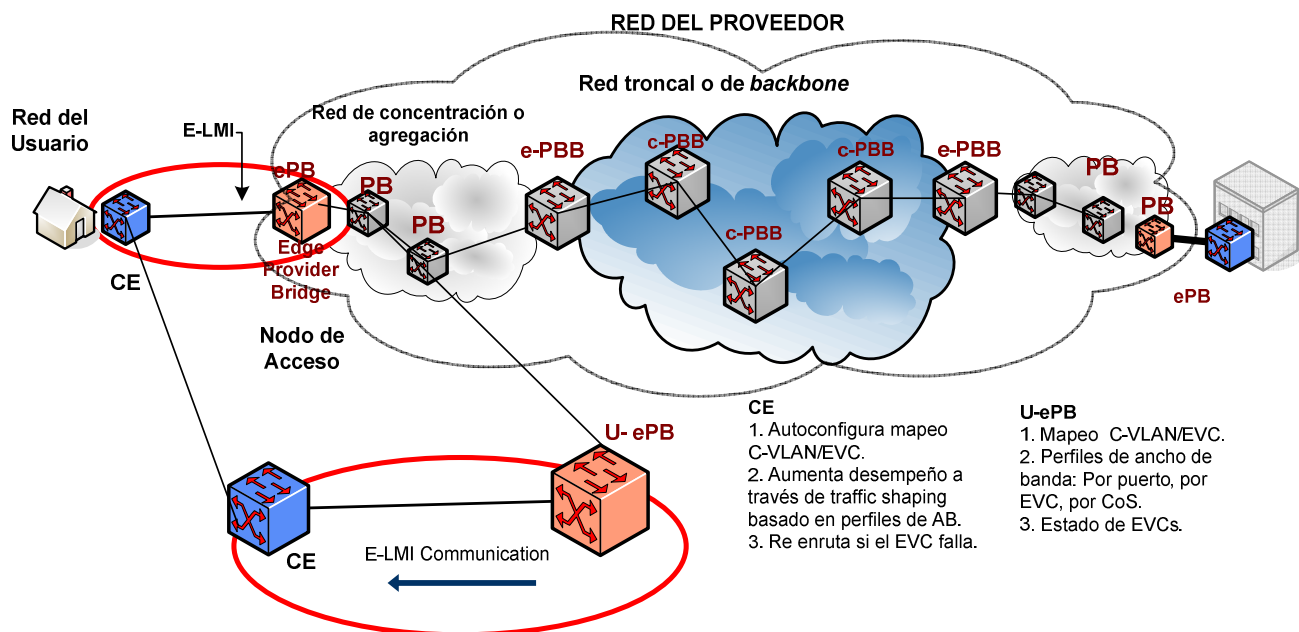 RED DEL PROVEEDOR
Red troncal o de backbone
Red de concentración o
agregación
Red del
Usuario
E-LMI
e-PBB
c-PBB
c-PBB
e-PBB
ePB
PB
PB
PB
PB
c-PBB
Edge
Provider
Bridge
CE
ePB
Nodo de
Acceso
U- ePB
CE
E-LMI Communication
CE
1. Autoconfigura mapeo
C-VLAN/EVC.
2. Aumenta desempeño a
través de traffic shaping
basado en perfiles de AB.
3. Re enruta si el EVC falla.
U-ePB
1. Mapeo C-VLAN/EVC.
2. Perfiles de ancho de
banda: Por puerto, por
EVC, por CoS.
3. Estado de EVCs.